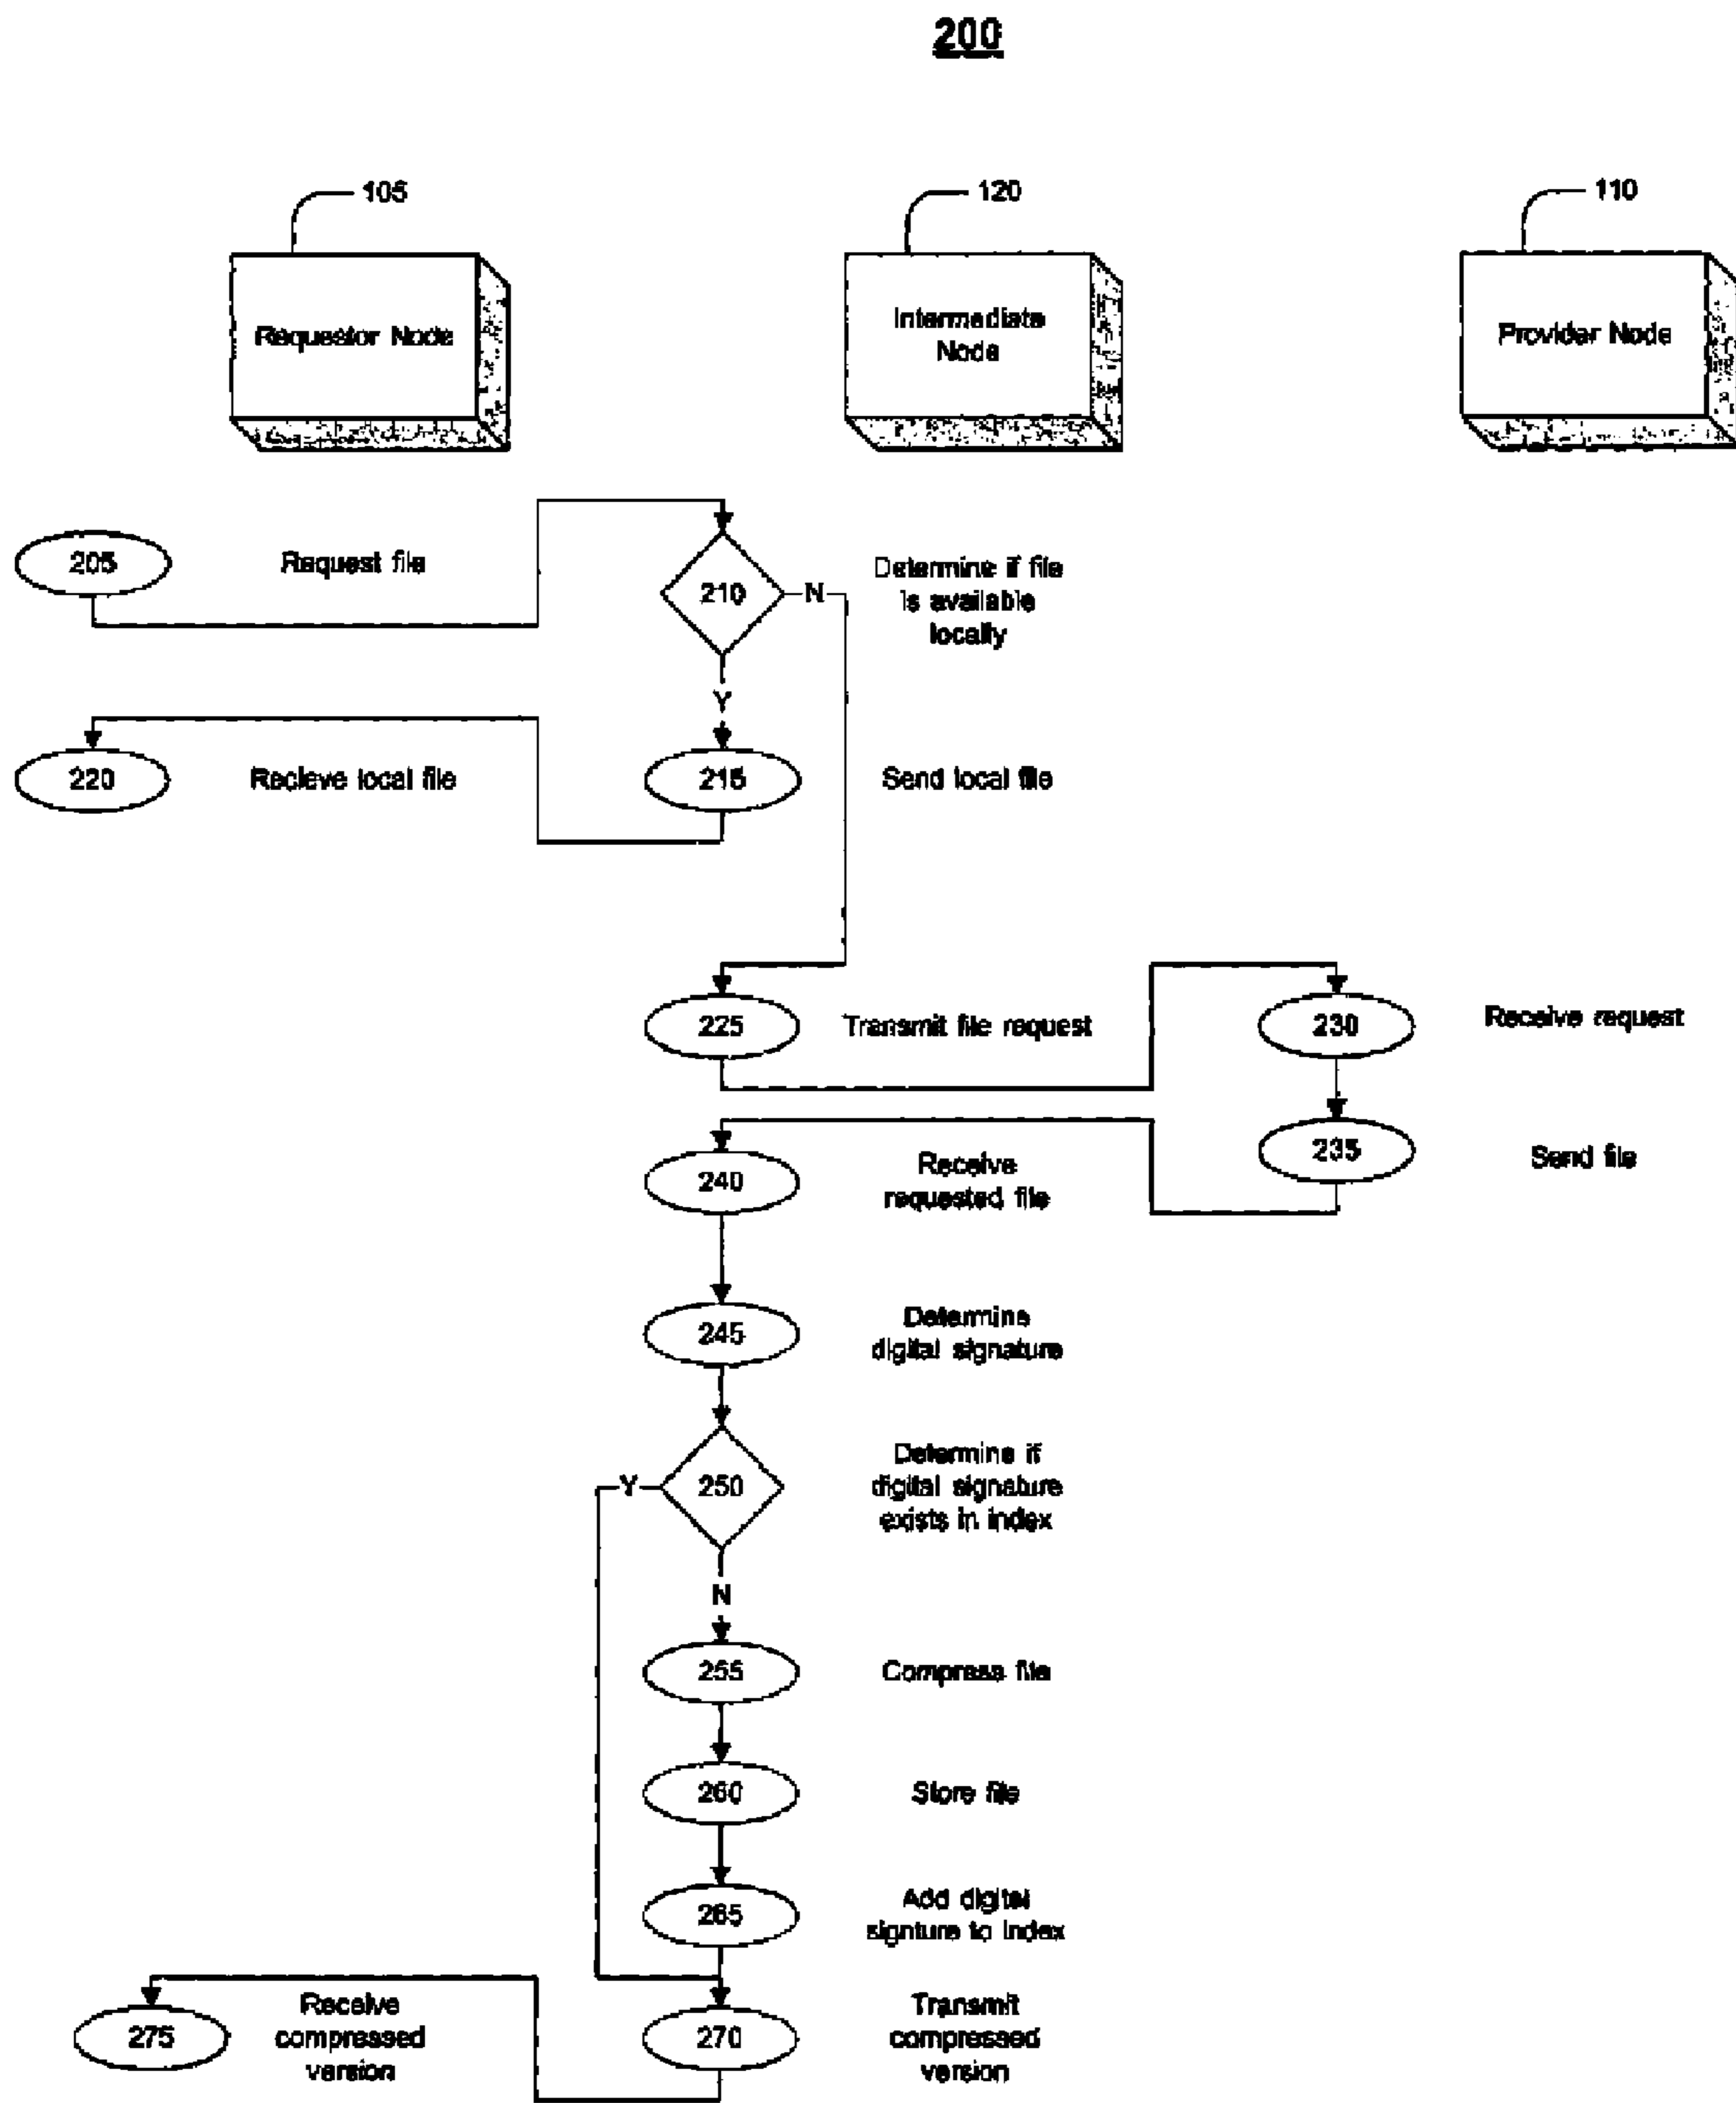 200
105
120
110
Requestor Node
Intermediate
Node
Provider Node
205
Request file
210
N
Determine if file
is available
locally
Y
220
Recieve local file
215
Send local file
225
Transmit file request
230
Receive request
240
Receive
requested file
235
Send file
245
Determine
digital signature
Y
250
Determine if
digital signature
exists in index
N
255
Compress file
260
Store file
265
Add digital
signture to index
275
Receive
compressed
version
270
Transmit
compressed
version